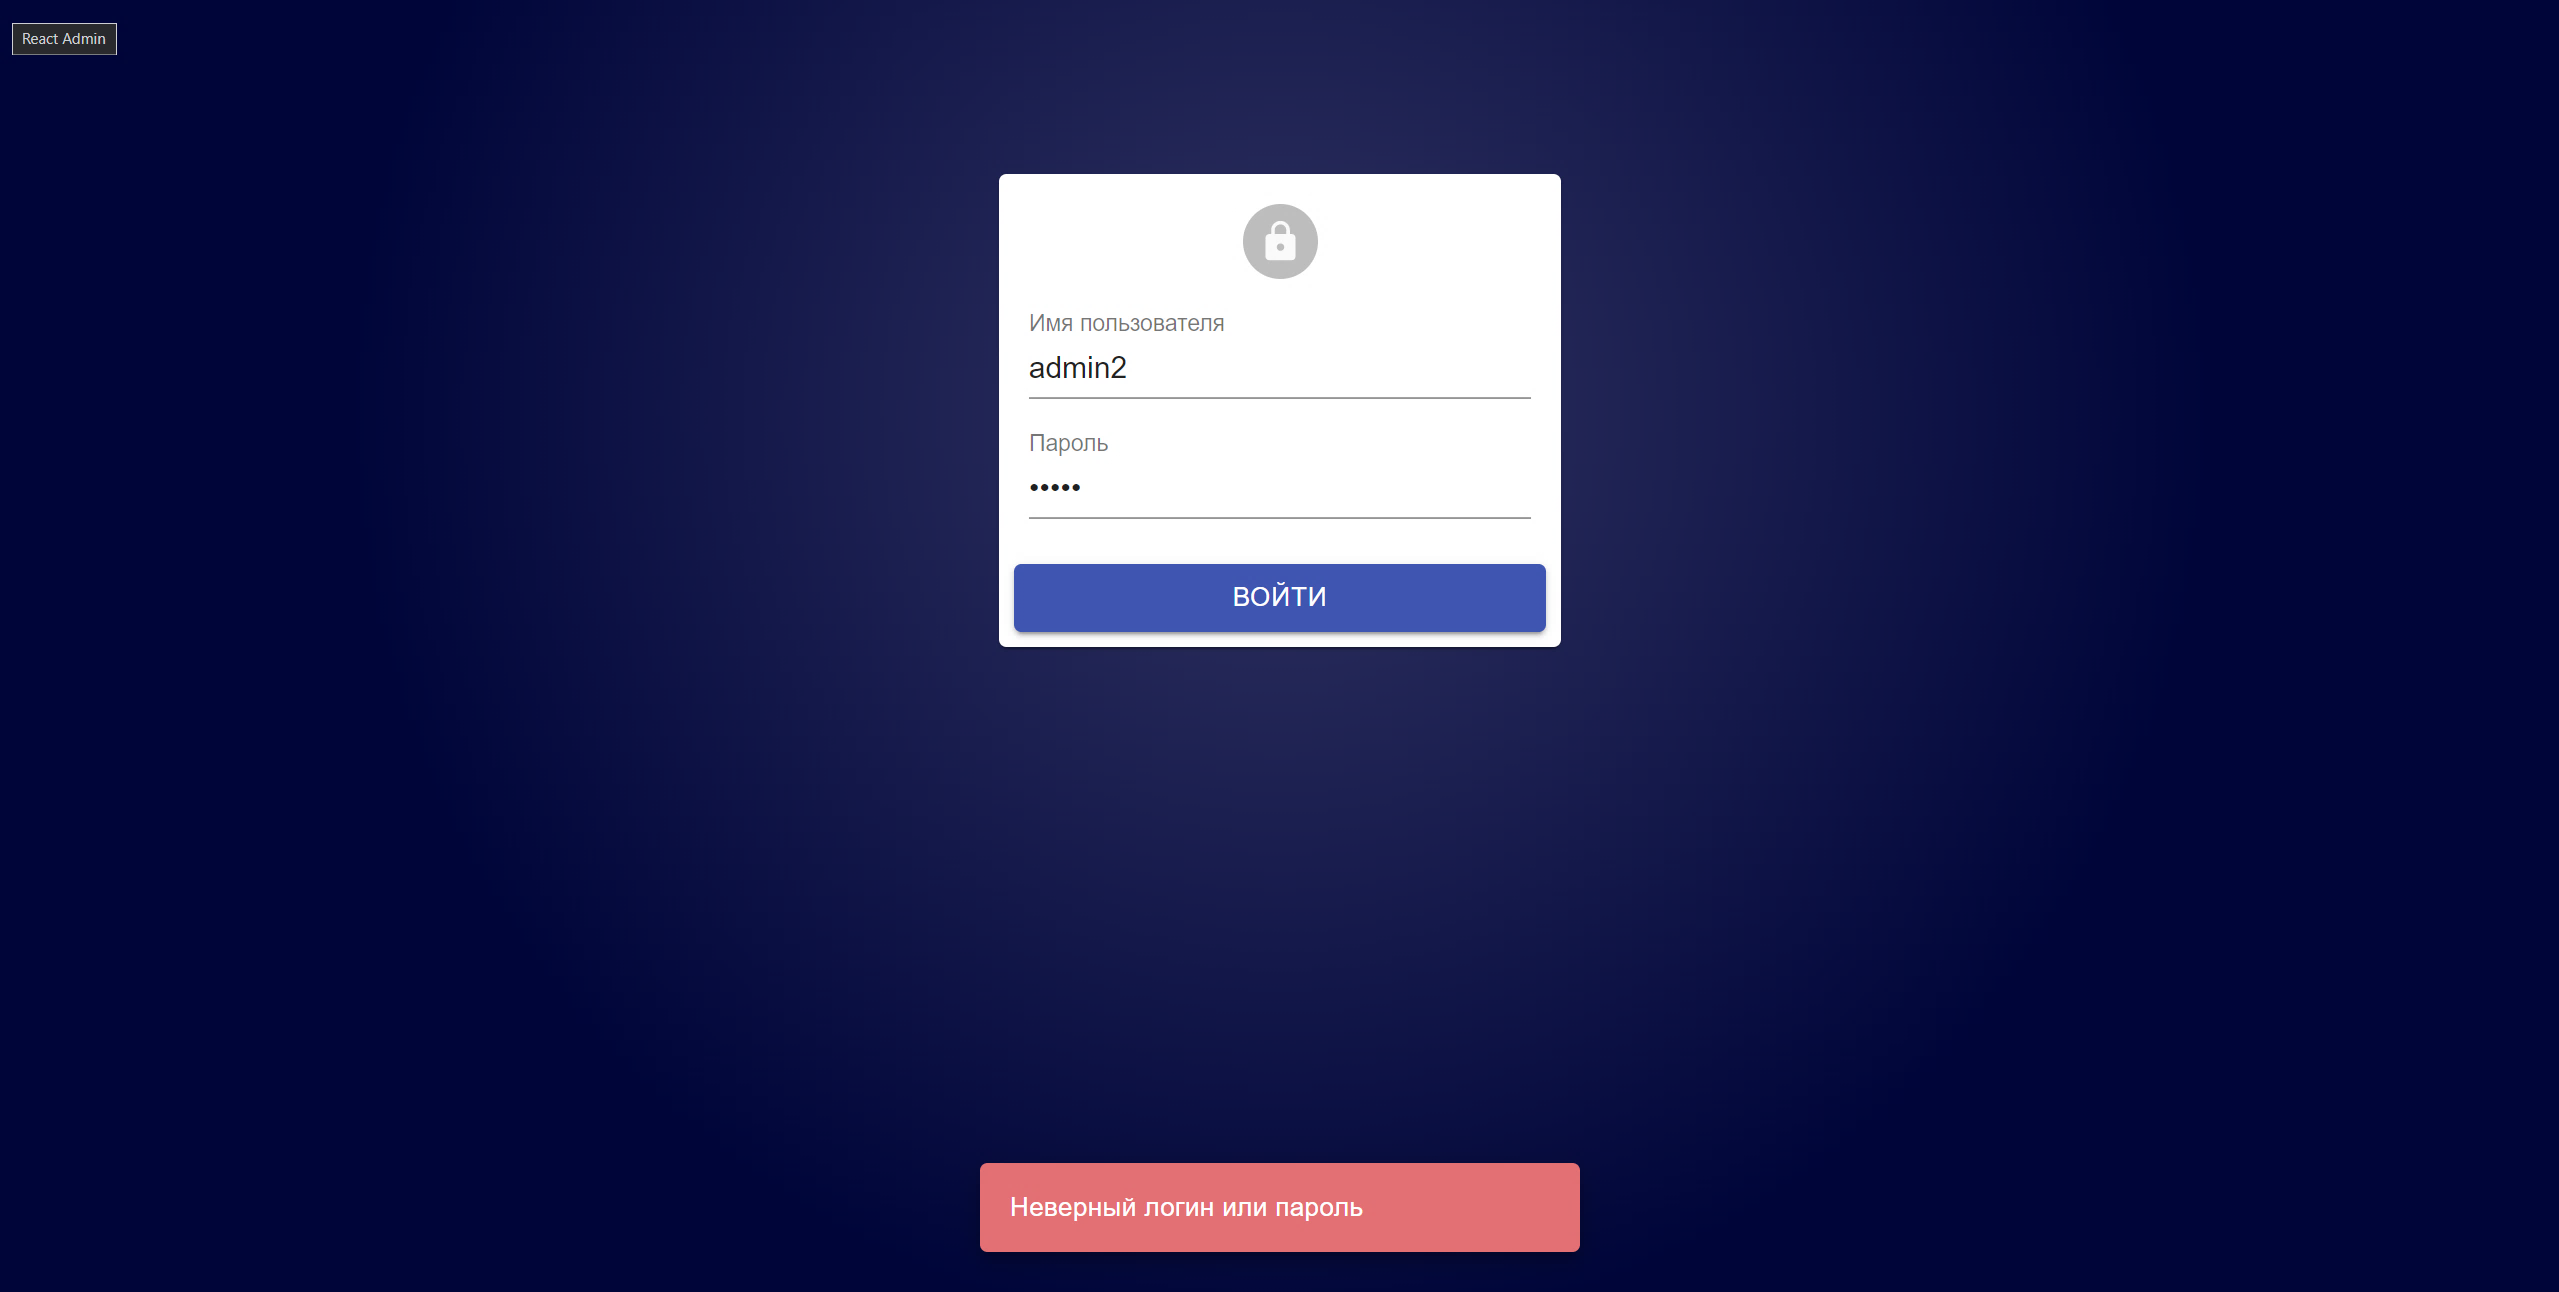 React Admin
Имя пользователя
admin2
Пароль
•••••
ВОЙТИ
Неверный логин или пароль